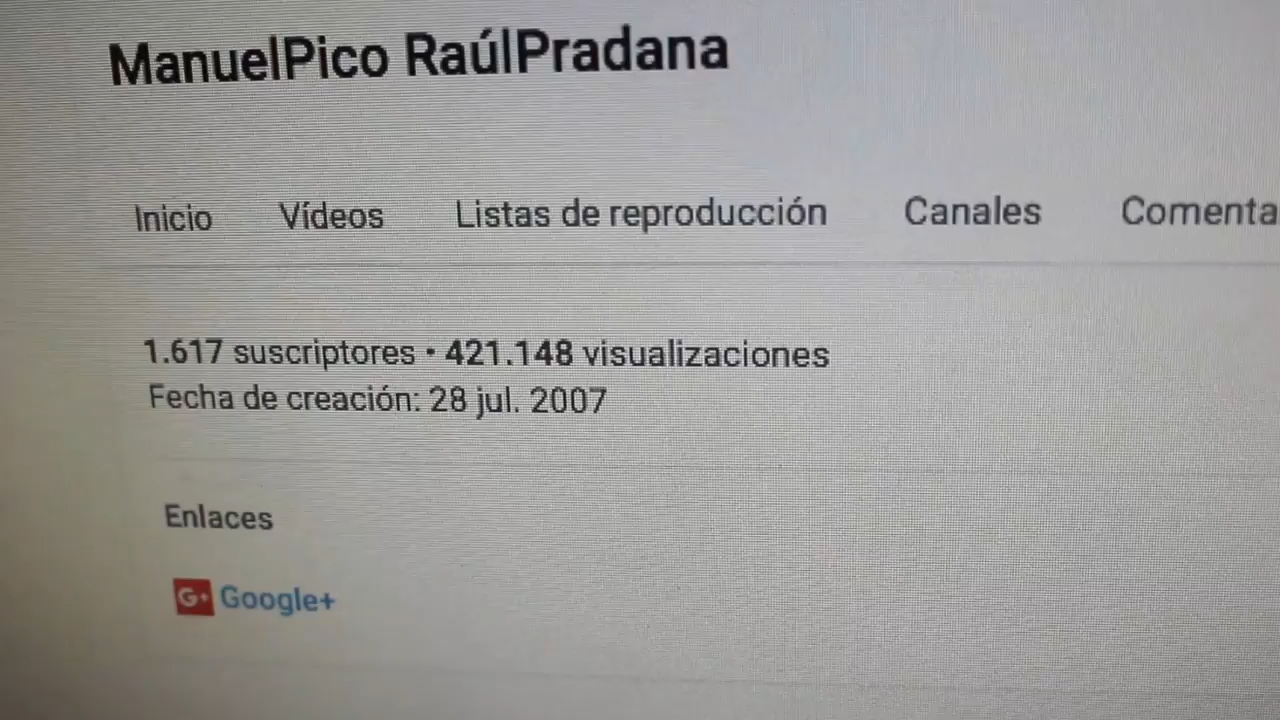 ManuelPico RaúlPradana
Inicio Vídeos Listas de reproducción Canales Comenta
1.617 suscriptores • 421.148 visualizaciones
Fecha de creación: 28 jul. 2007
Enlaces
G+ Google+